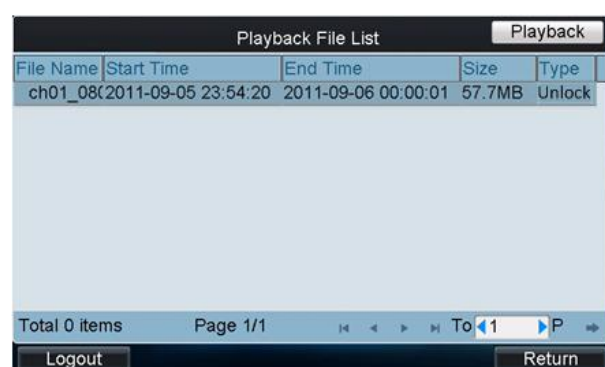 Playback File List Playback
File Name Start Time End Time Size Type
ch01_08( 2011-09-05 23:54:20 2011-09-06 00:00:01 57.7MB Unlock
Total 0 items Page 1/1 To 1 P
Logout Return